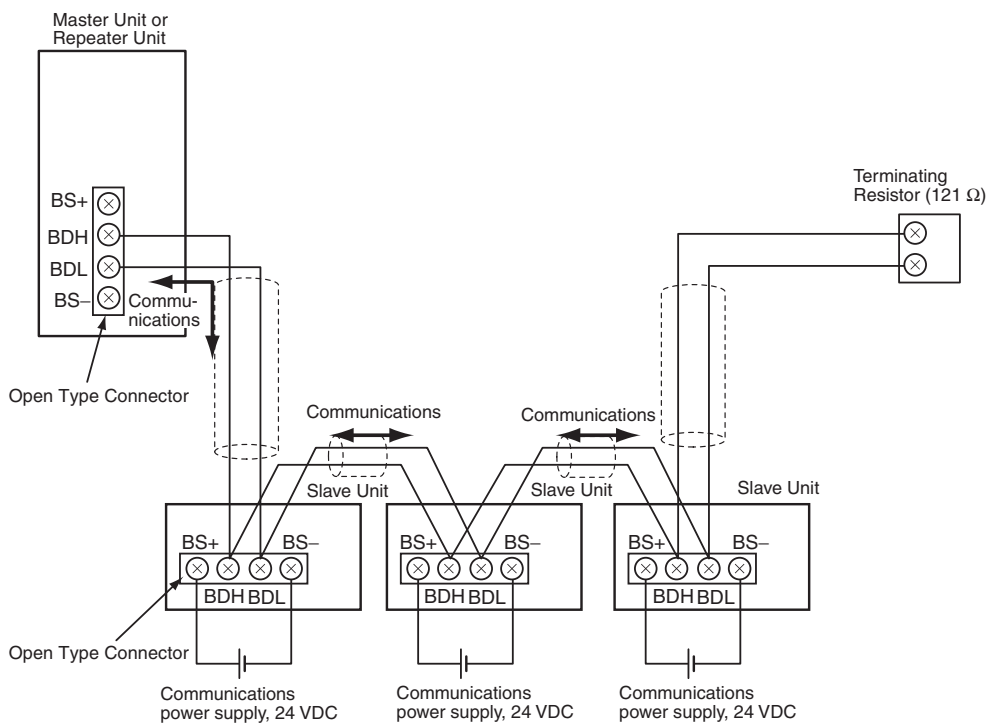 Master Unit or
Repeater Unit
BS+
BDH
BDL
BS–
Commu-
nications
Open Type Connector
Terminating
Resistor (121 Ω)
Communications
Communications
Slave Unit
Slave Unit
Slave Unit
BS+
BS–
BDH BDL
BS+
BS–
BDH BDL
BS+
BS–
BDH BDL
Open Type Connector
Communications
power supply, 24 VDC
Communications
power supply, 24 VDC
Communications
power supply, 24 VDC